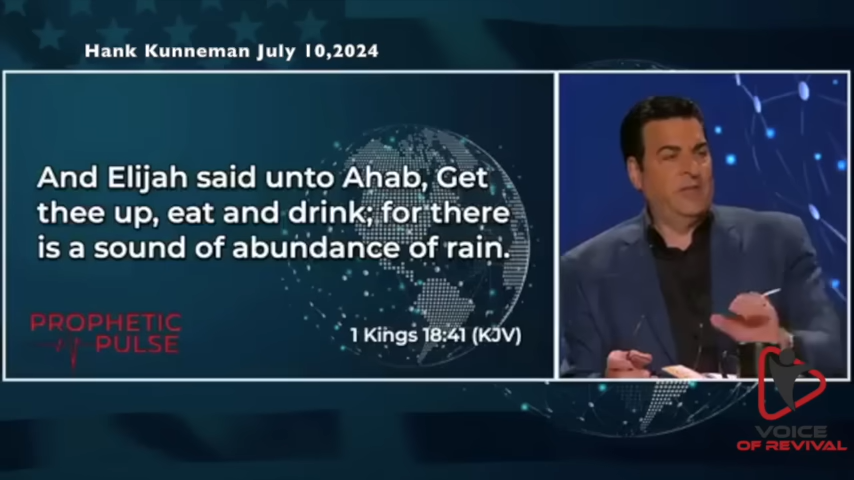 Hank Kunneman July 10,2024
And Elijah said unto Ahab, Get
thee up, eat and drink; for there
is a sound of abundance of rain.
PROPHETIC
PULSE
1 Kings 18:41 (KJV)
VOICE
OF REVIVAL